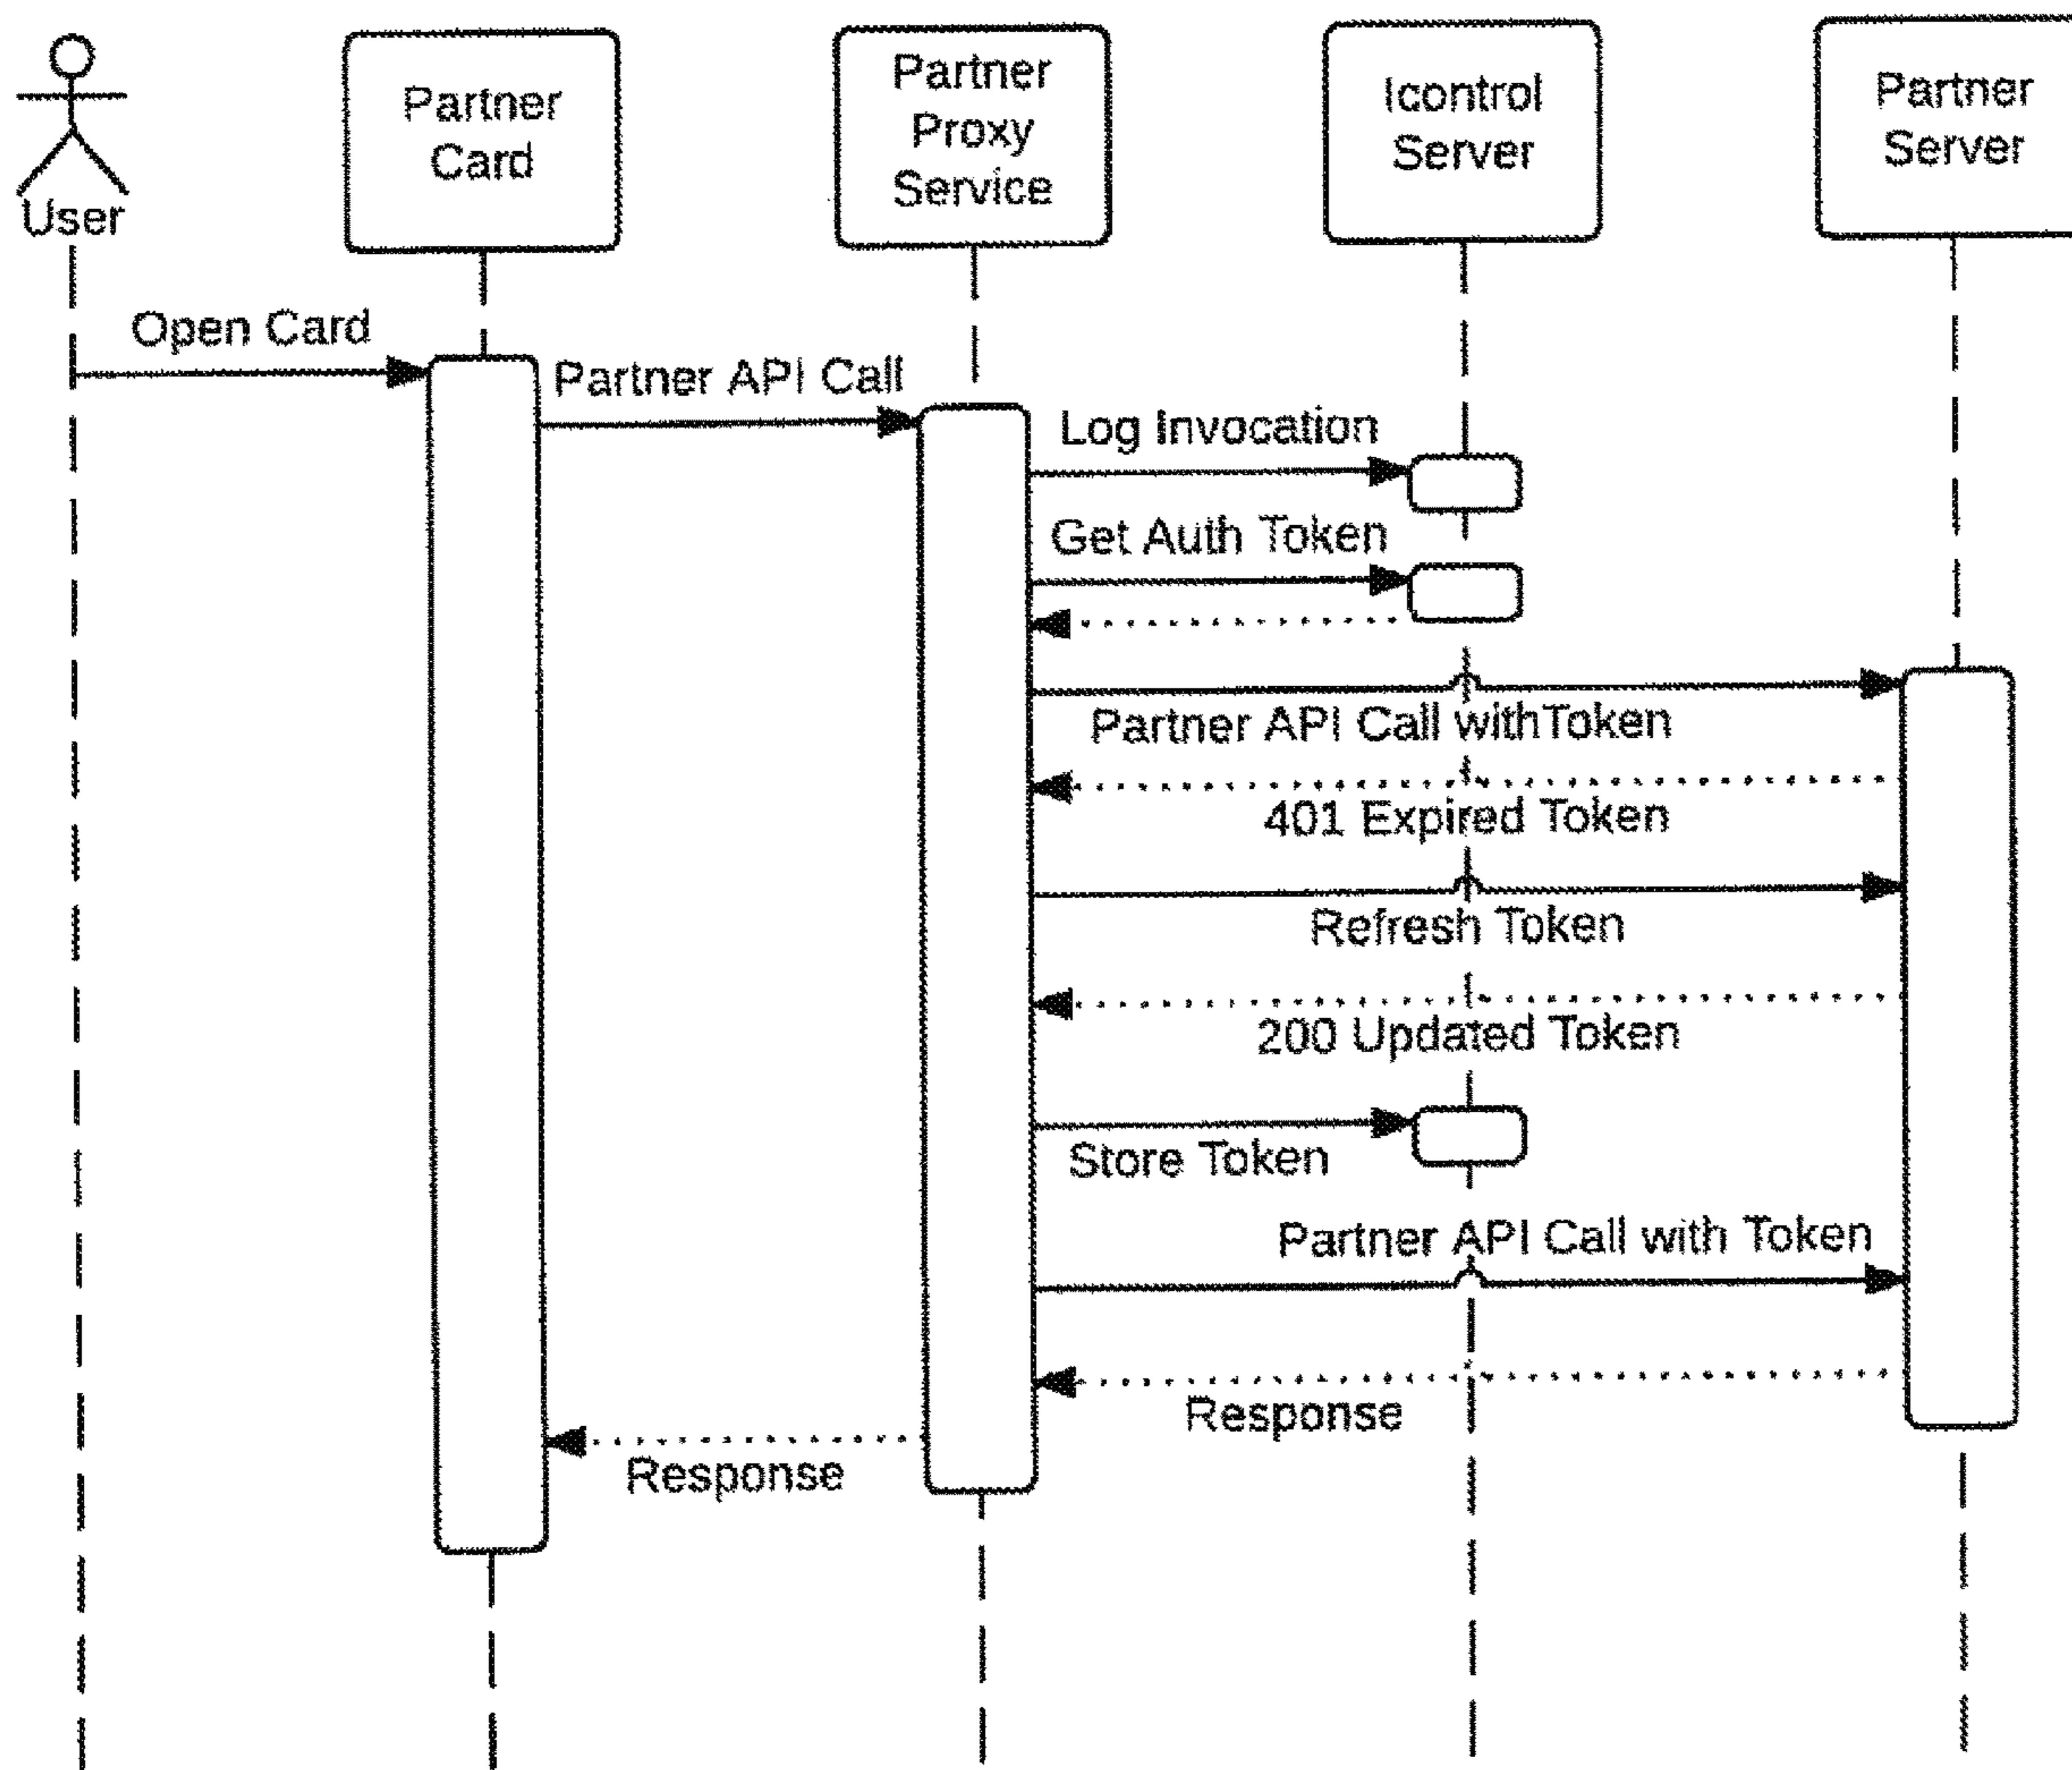 User
Partner
Card
Partner
Proxy
Service
Icontrol
Server
Partner
Server
Open Card
Partner API Call
Log Invocation
Get Auth Token
Partner API Call withToken
401 Expired Token
Refresh Token
200 Updated Token
Store Token
Partner API Call with Token
Response
Response